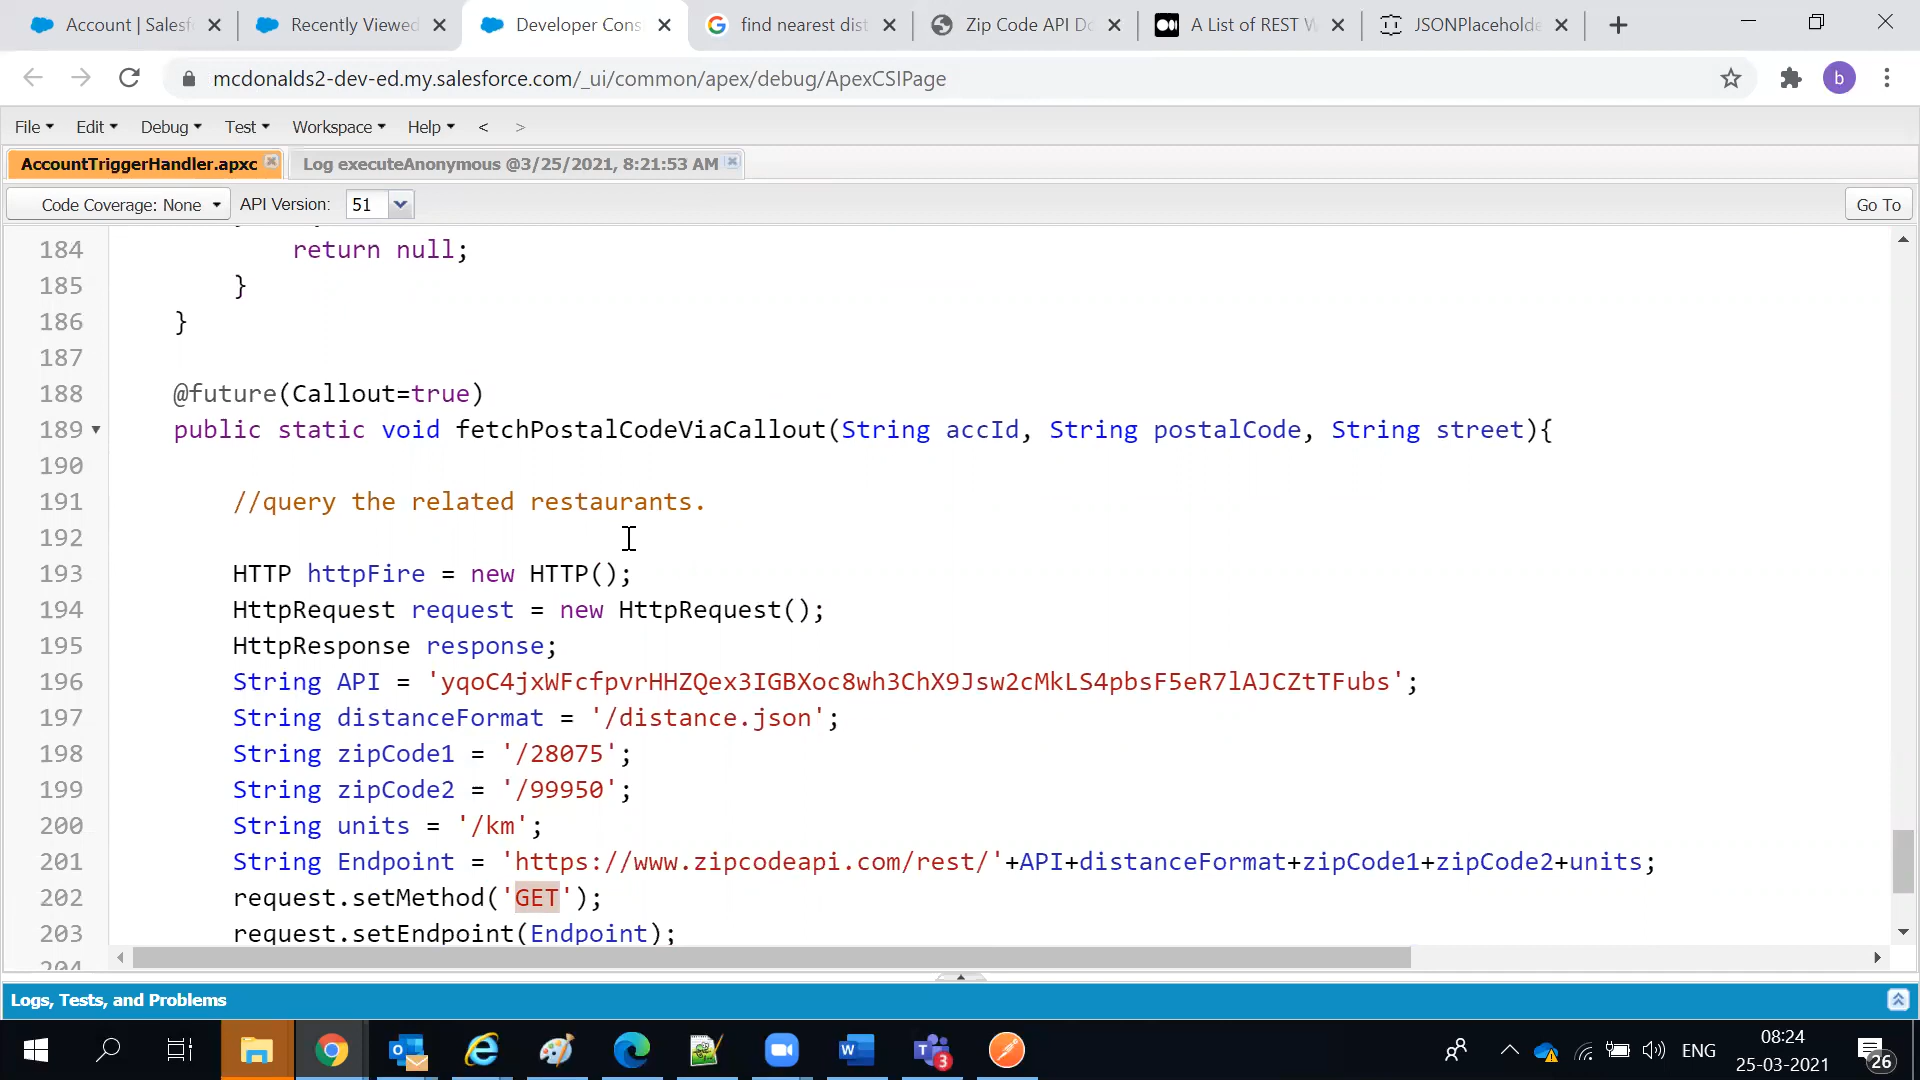 Account | Salesf
Recently Viewed
Developer Cons
find nearest dist
Zip Code API Do
A List of REST W
JSONPlaceholde
mcdonalds2-dev-ed.my.salesforce.com/_ui/common/apex/debug/ApexCSIPage
b
File Edit Debug Test Workspace Help < >
AccountTriggerHandler.apxc
Log executeAnonymous @3/25/2021, 8:21:53 AM
Code Coverage: None API Version: 51 Go To
184 return null;
185 }
186 }
187
188 @future(Callout=true)
189 public static void fetchPostalCodeViaCallout(String accId, String postalCode, String street){
190
191 //query the related restaurants.
192
193 HTTP httpFire = new HTTP();
194 HttpRequest request = new HttpRequest();
195 HttpResponse response;
196 String API = 'yqoC4jxWFcfpvrHHZQex3IGBXoc8wh3ChX9Jsw2cMkLS4pbsF5eR7lAJCZtTFubs';
197 String distanceFormat = '/distance.json';
198 String zipCode1 = '/28075';
199 String zipCode2 = '/99950';
200 String units = '/km';
201 String Endpoint = 'https://www.zipcodeapi.com/rest/'+API+distanceFormat+zipCode1+zipCode2+units;
202 request.setMethod('GET');
203 request.setEndpoint(Endpoint);
204
Logs, Tests, and Problems
3
ENG
08:24
25-03-2021
26